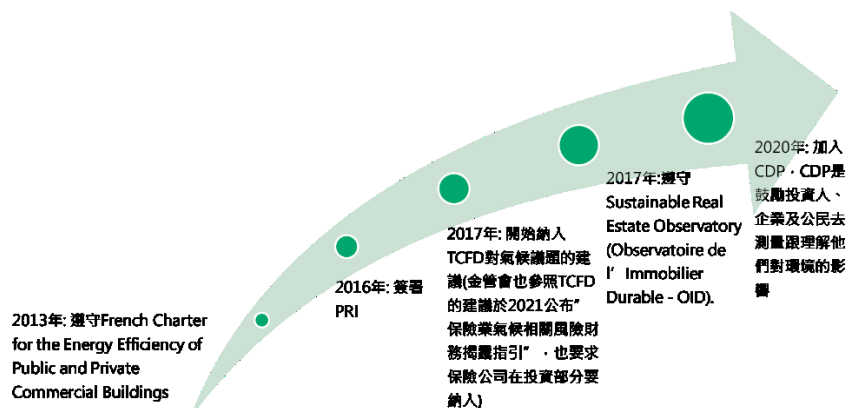 2013年: 遵守French Charter
for the Energy Efficiency of
Public and Private
Commercial Buildings
2016年: 簽署
PRI
2017年: 開始納入
TCFD對氣候議題的建
議(金管會也參照TCFD
的建議於2021公布”
保險業氣候相關風險財
務揭露指引”，也要求
保險公司在投資部分要
納入)
2017年:遵守
Sustainable Real
Estate Observatory
(Observatoire de
l’ Immobilier
Durable - OID).
2020年: 加入
CDP，CDP是
鼓勵投資人、
企業及公民去
測量跟理解他
們對環境的影
響